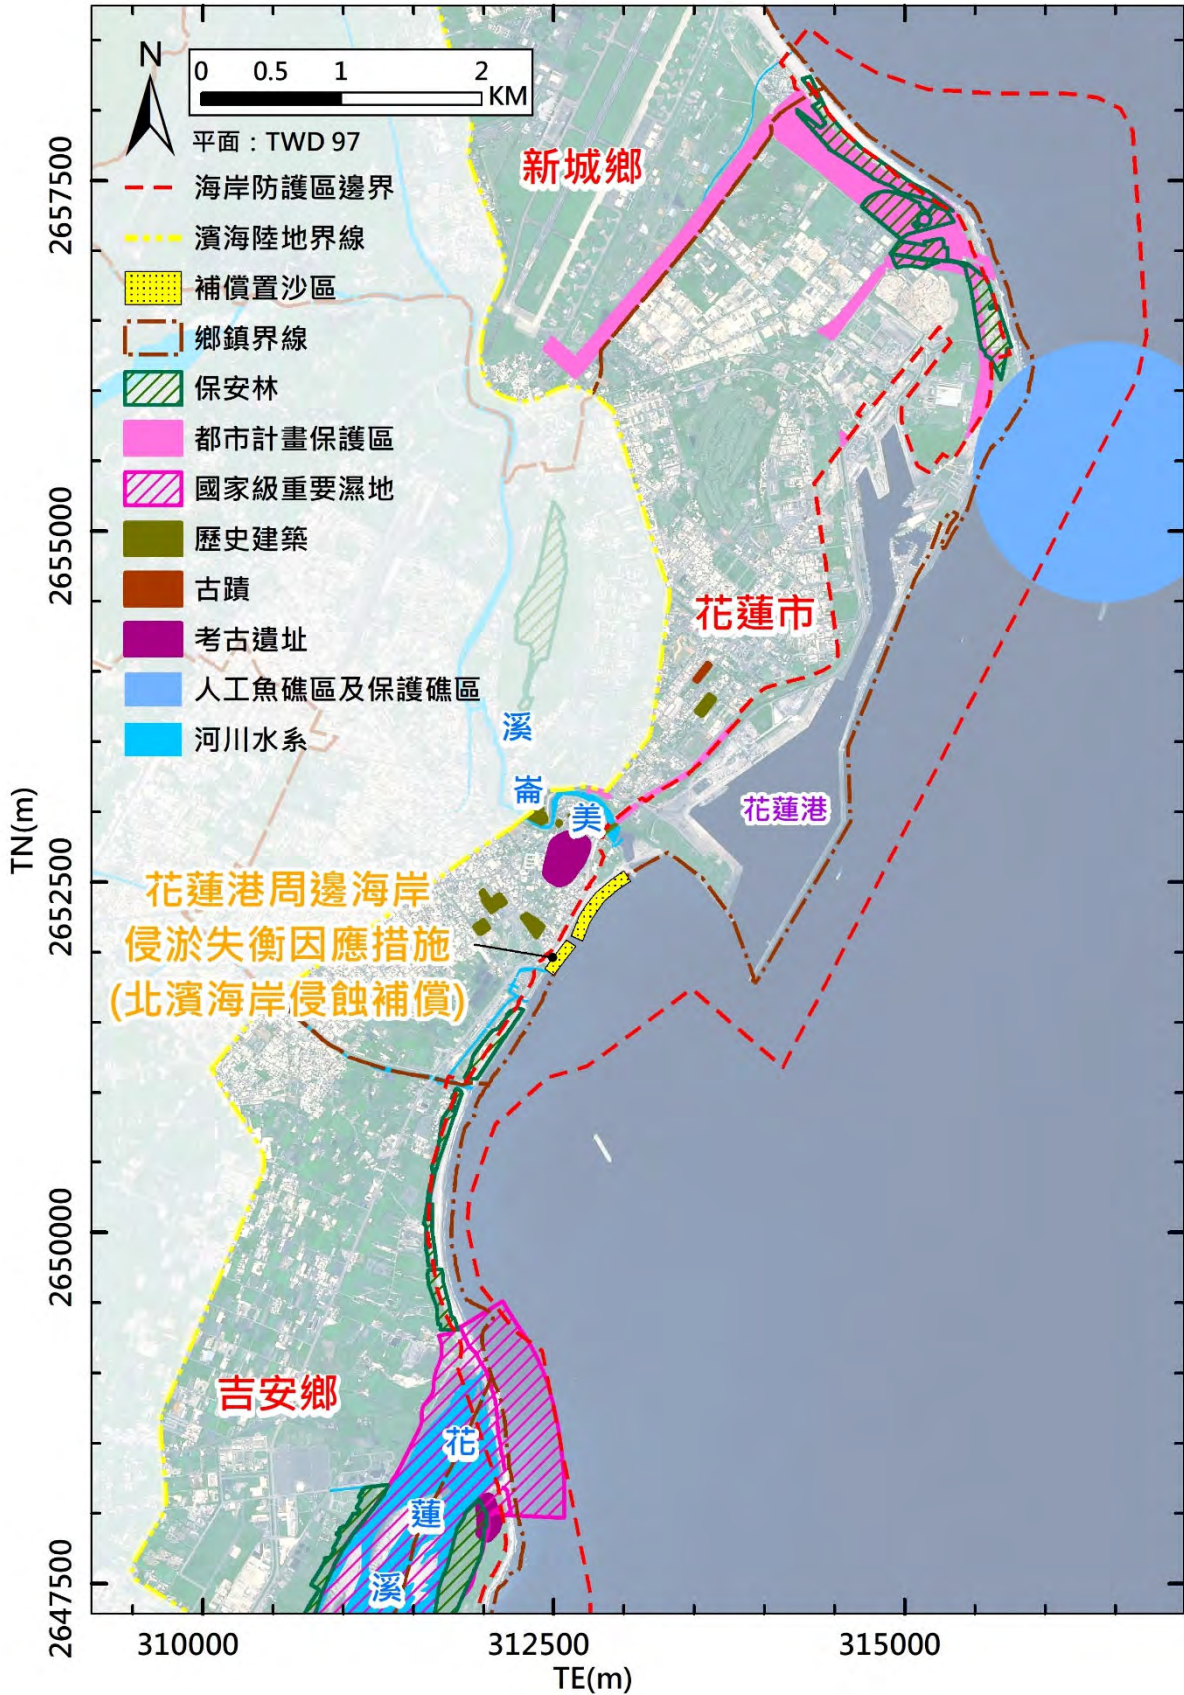 N
0 0.5 1 2
KM
平面：TWD 97
海岸防護區邊界
濱海陸地界線
補償置沙區
鄉鎮界線
保安林
都市計畫保護區
國家級重要濕地
歷史建築
古蹟
考古遺址
人工魚礁區及保護礁區
河川水系
新城鄉
花蓮市
溪
崙
美
花蓮港
花蓮港周邊海岸
侵淤失衡因應措施
(北濱海岸侵蝕補償)
吉安鄉
花
蓮
溪
TN(m)
2657500
2655000
2652500
2650000
2647500
310000 312500 315000
TE(m)